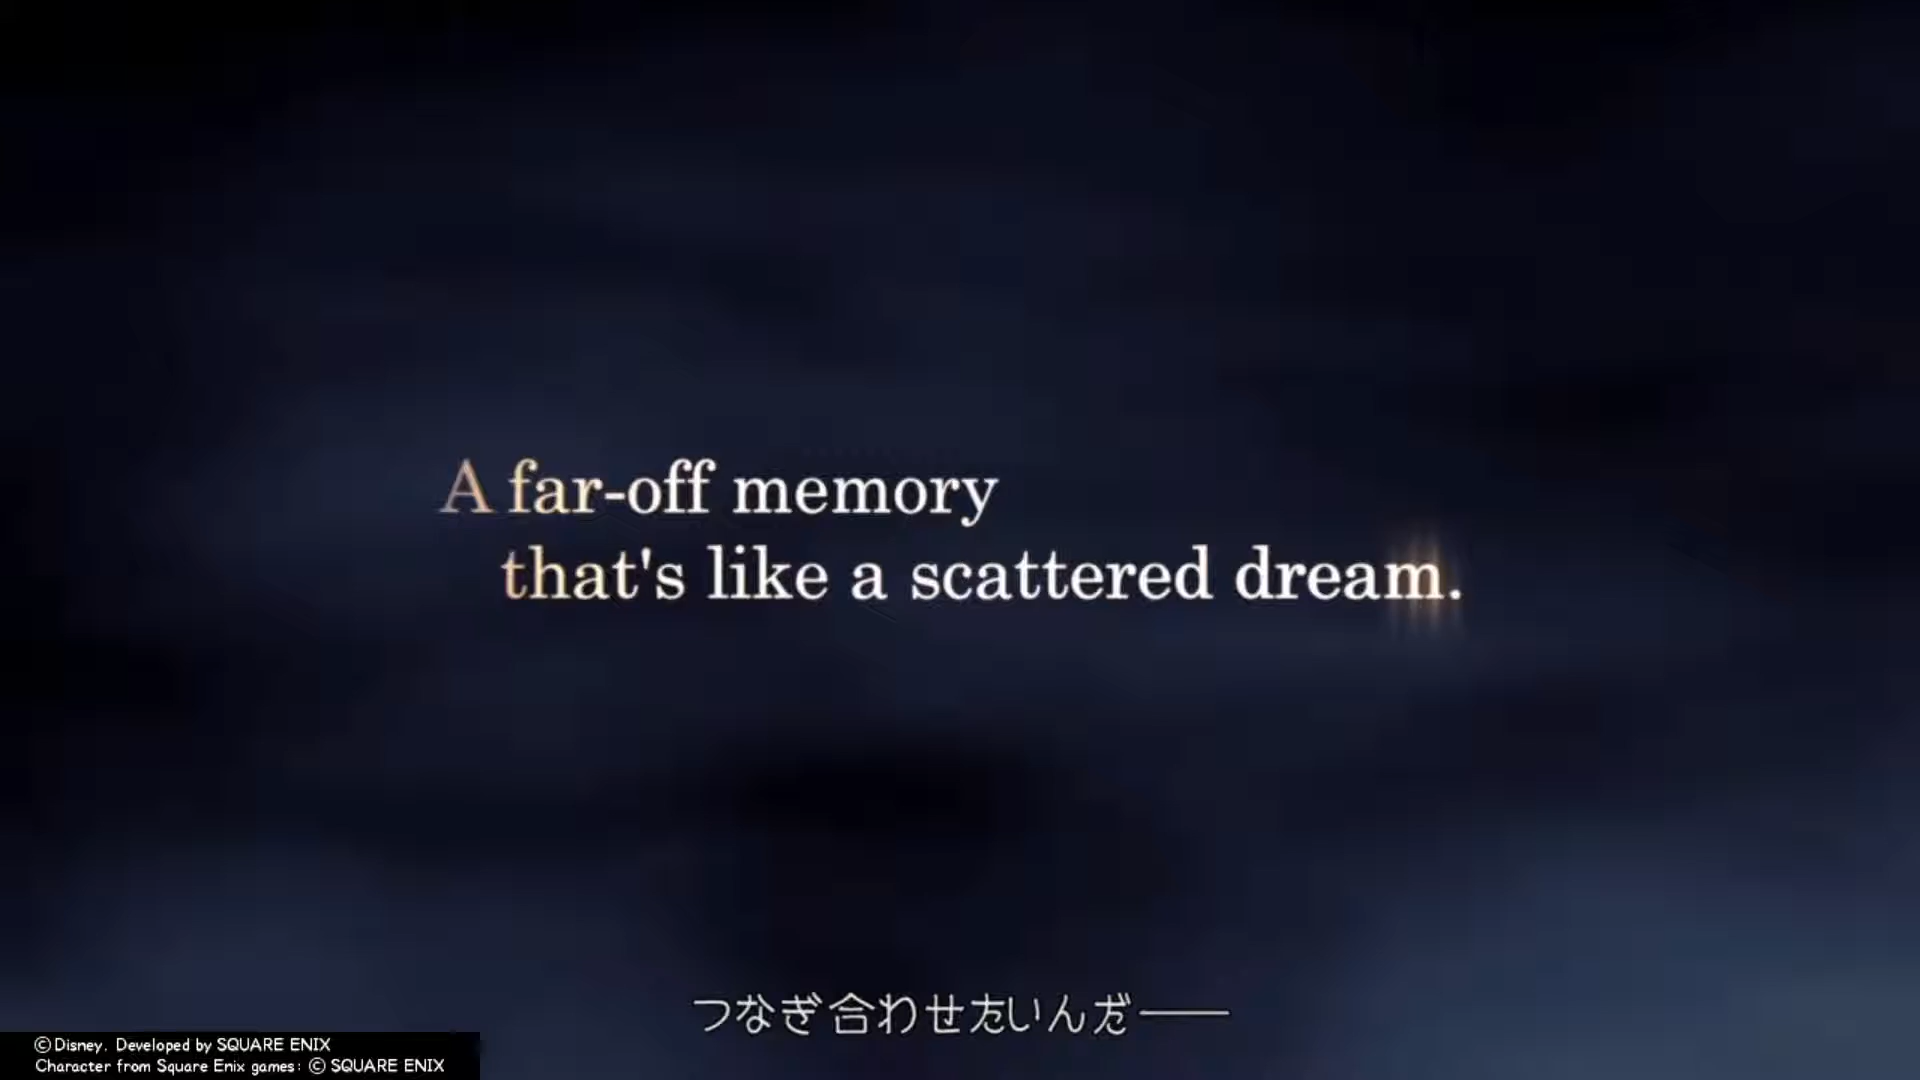 A far-off memory
that's like a scattered dream.
つなぎ合わせたいんだ──
©Disney. Developed by SQUARE ENIX
Character from Square Enix games: © SQUARE ENIX